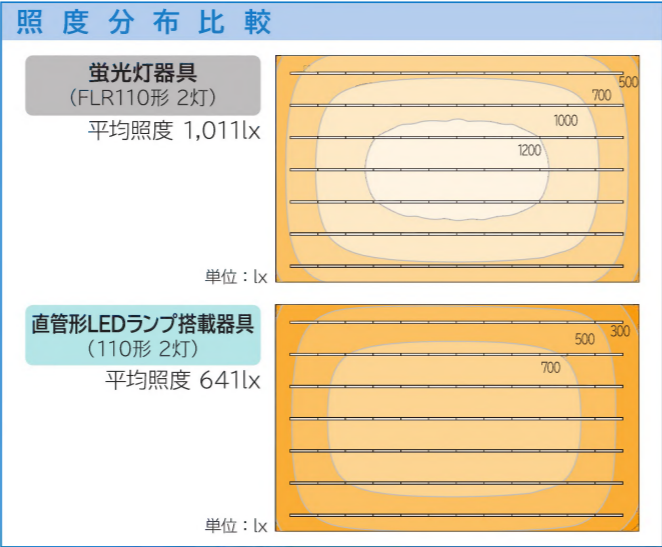 照度分布比較
蛍光灯器具
（FLR110形 2灯）
平均照度 1,011lx
500
700
1000
1200
単位：lx
直管形LEDランプ搭載器具
（110形 2灯）
平均照度 641lx
300
500
700
単位：lx